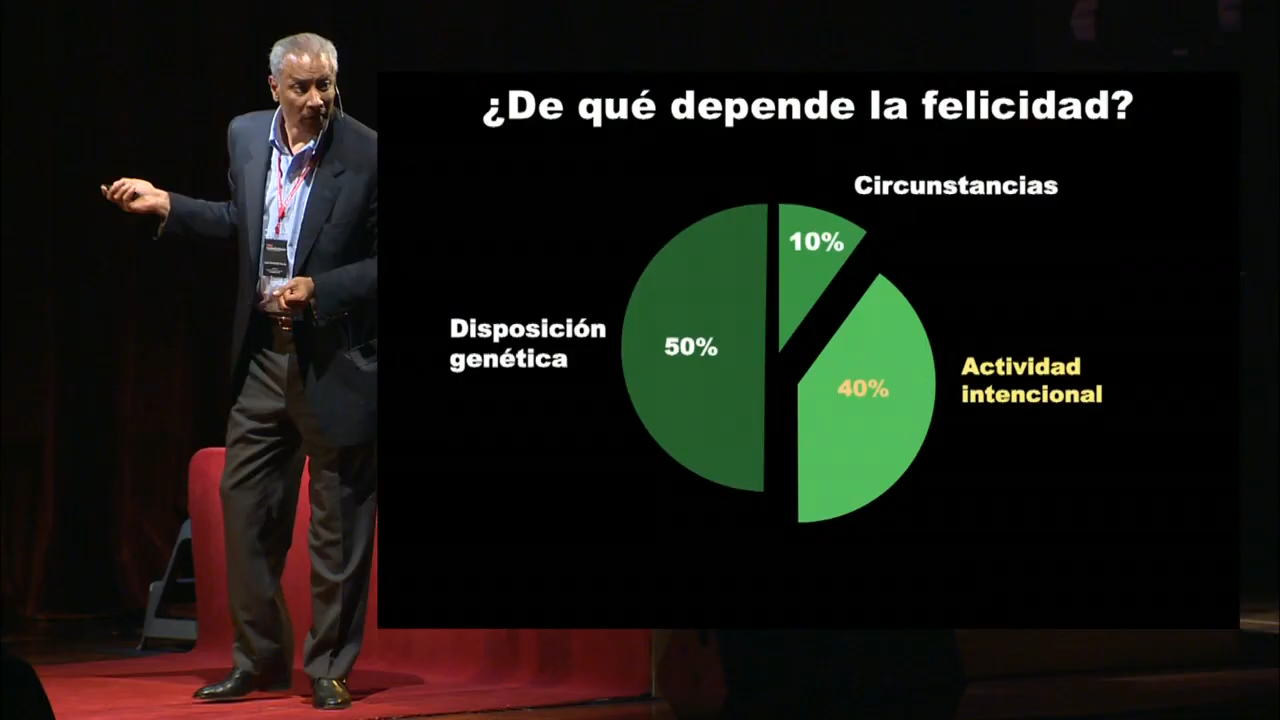 ¿De qué depende la felicidad?
Circunstancias
10%
Disposición
genética
50%
Actividad
intencional
40%